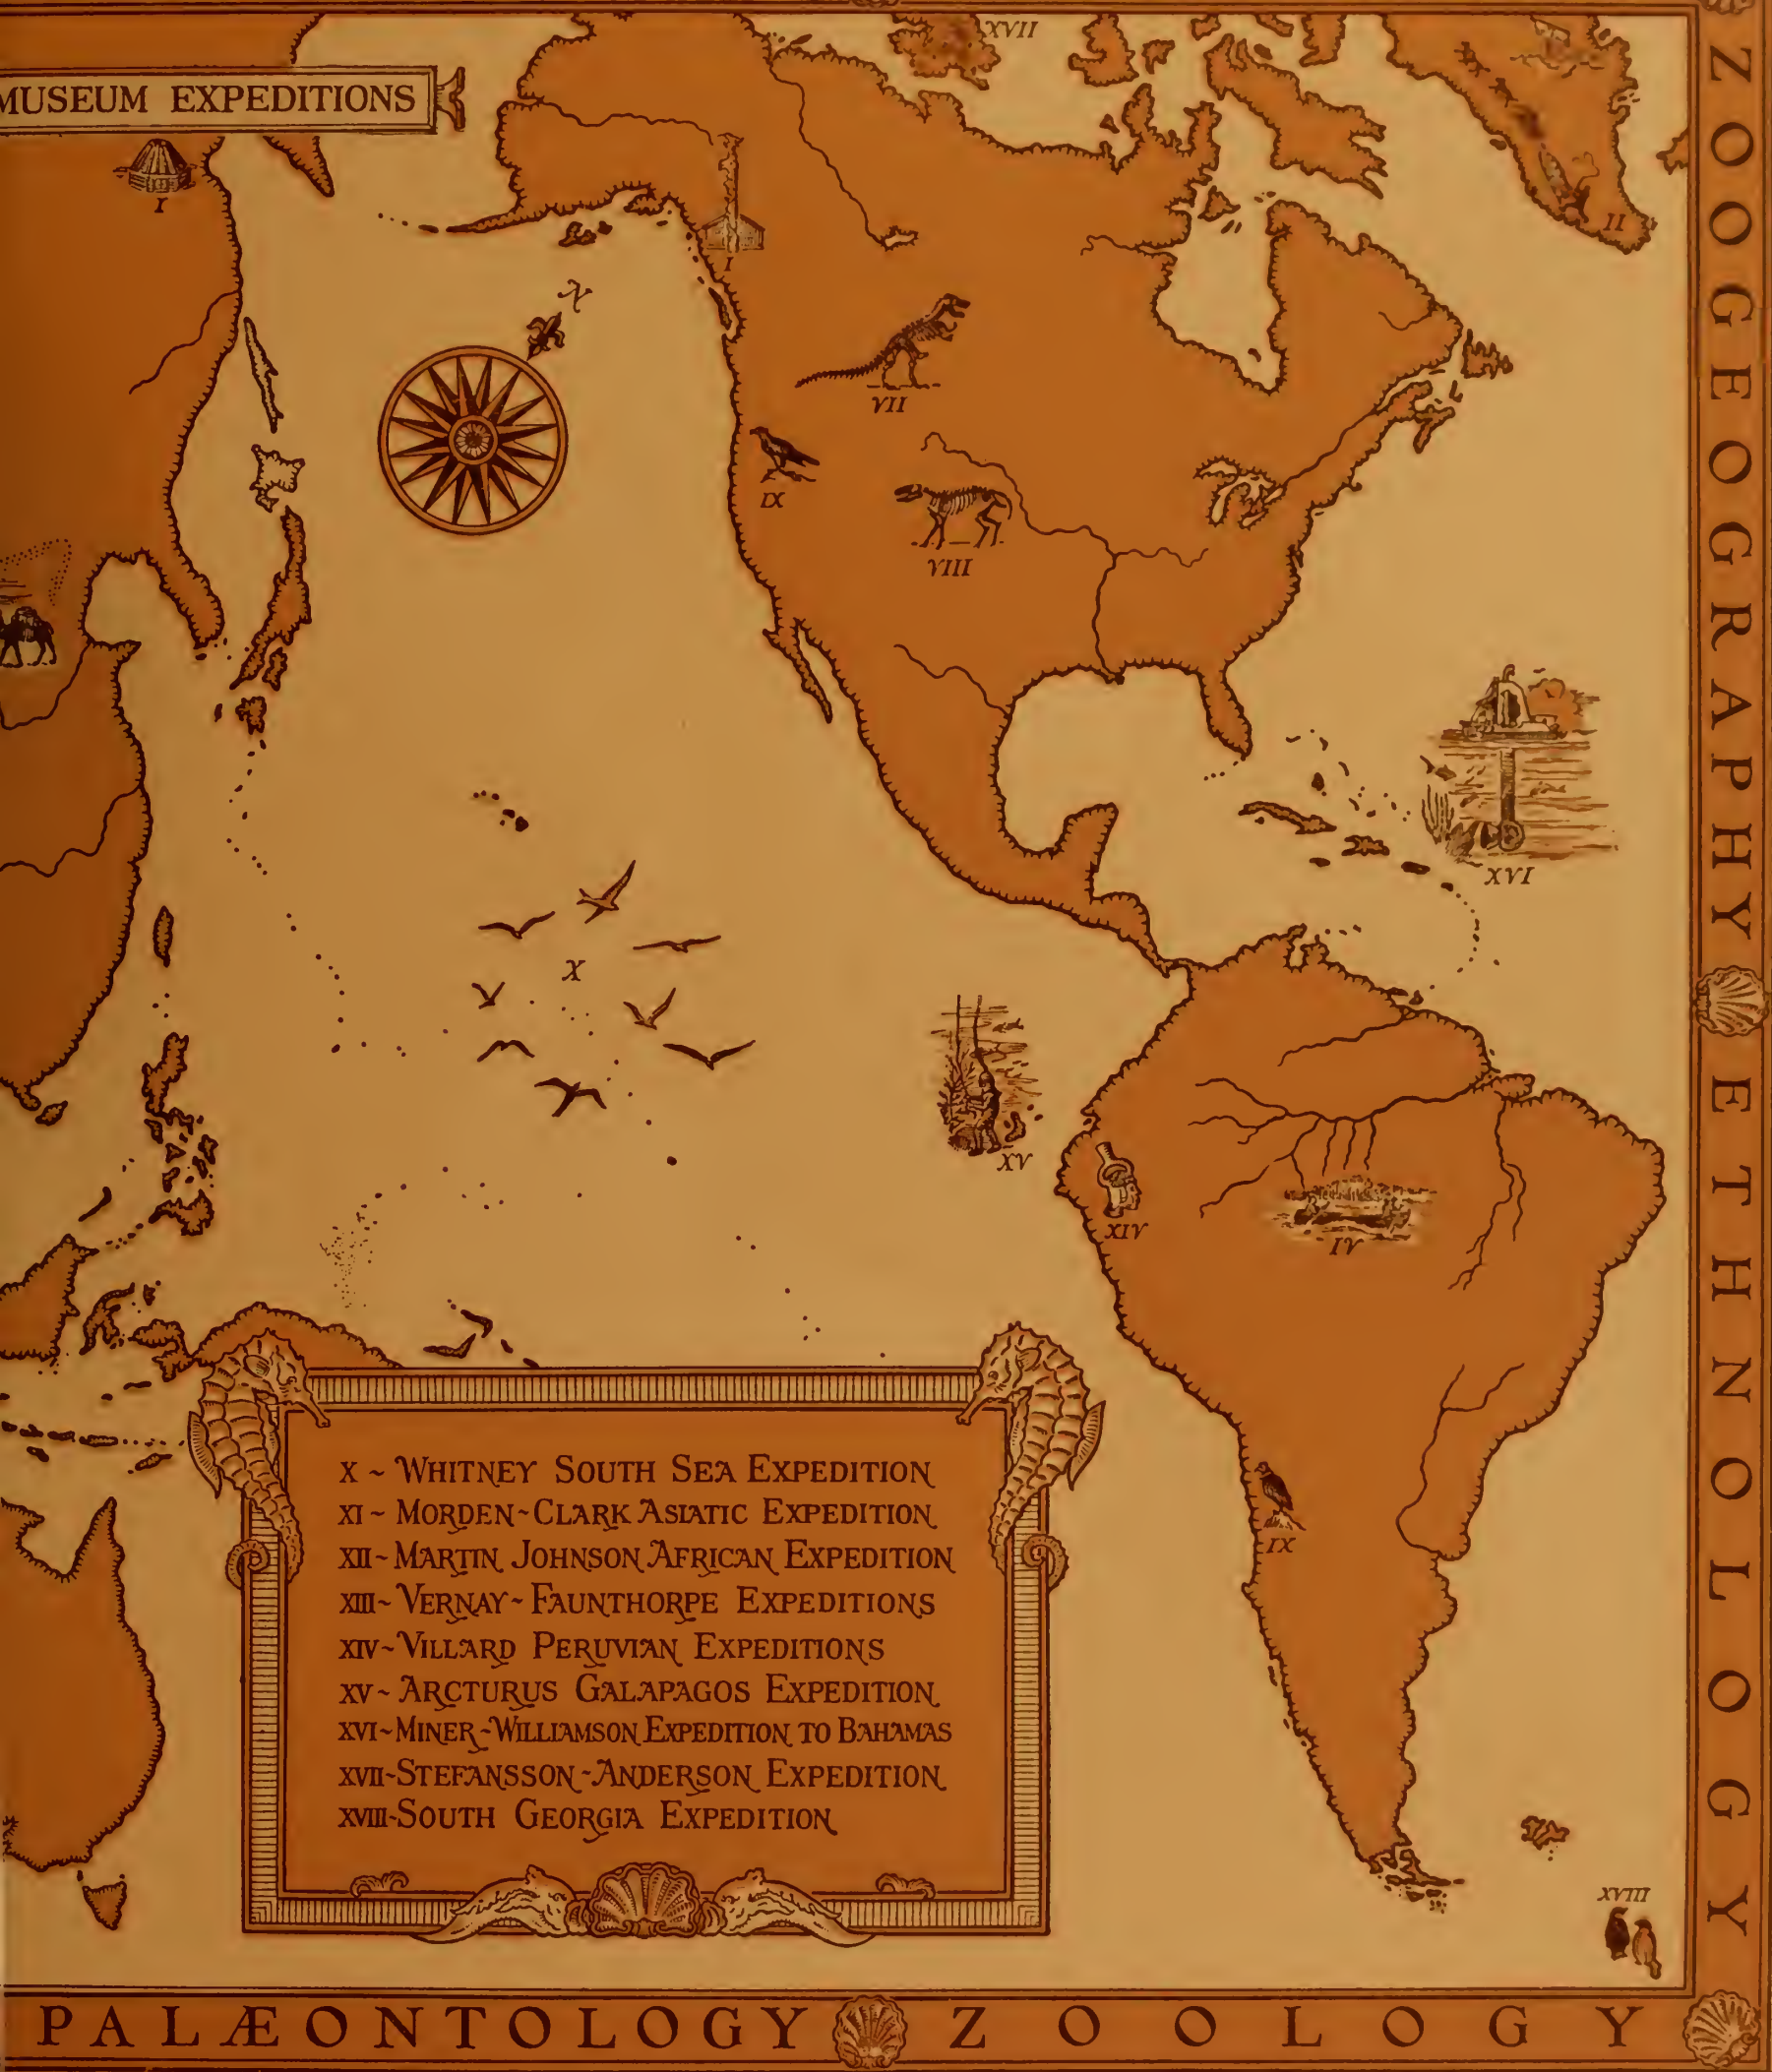 XVII
MUSEUM EXPEDITIONS
I
II
I
N
VII
IX
VIII
XVI
X
XV
XIV
IV
X ~ WHITNEY SOUTH SEA EXPEDITION
XI ~ MORDEN~CLARK ASIATIC EXPEDITION
XII~MARTIN JOHNSON AFRICAN EXPEDITION
XIII~VERNAY~FAUNTHORPE EXPEDITIONS
XIV~VILLARD PERUVIAN EXPEDITIONS
XV~ARCTURUS GALAPAGOS EXPEDITION
XVI~MINER~WILLIAMSON EXPEDITION TO BAHAMAS
XVII~STEFANSSON~ANDERSON EXPEDITION
XVIII~SOUTH GEORGIA EXPEDITION
IX
XVIII
ZOOGEOGRAPHY ETHNOLOGY
PALÆONTOLOGY ZOOLOGY